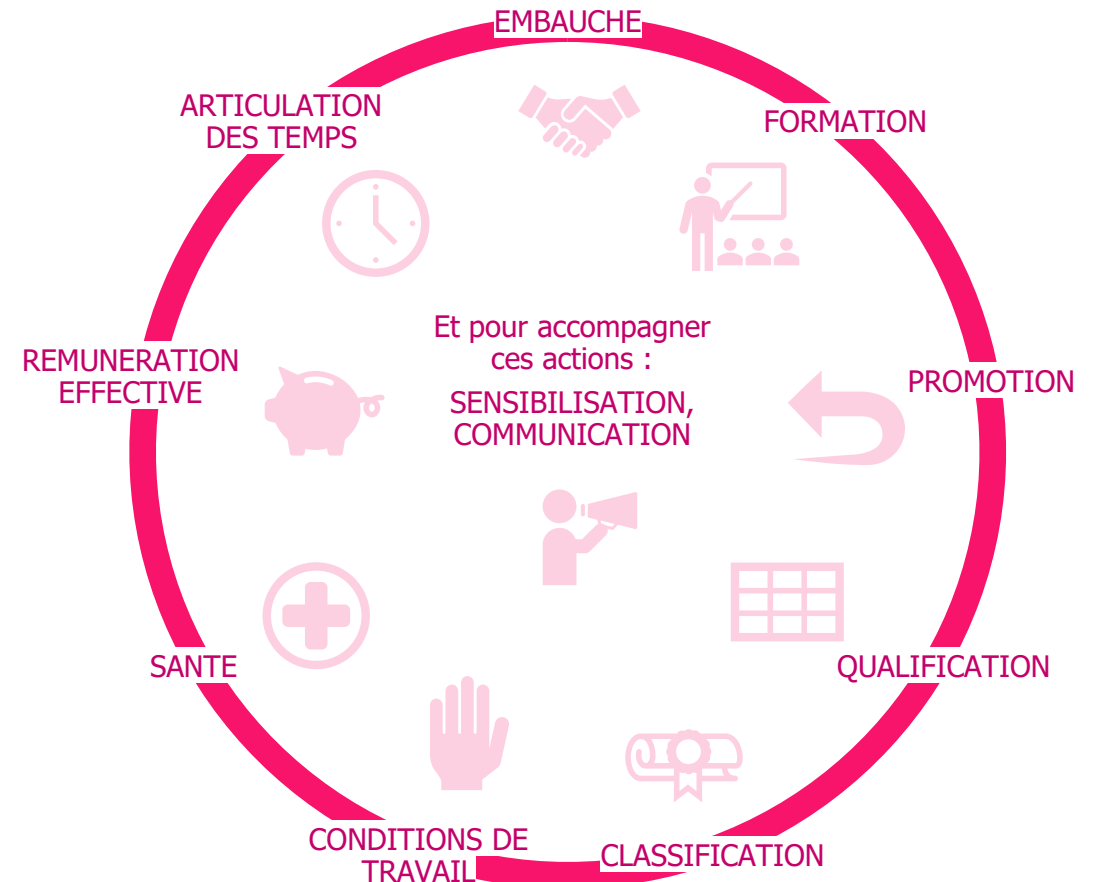 EMBAUCHE
FORMATION
PROMOTION
QUALIFICATION
CLASSIFICATION
CONDITIONS DE
TRAVAIL
SANTE
REMUNERATION
EFFECTIVE
ARTICULATION
DES TEMPS
Et pour accompagner
ces actions :
SENSIBILISATION,
COMMUNICATION